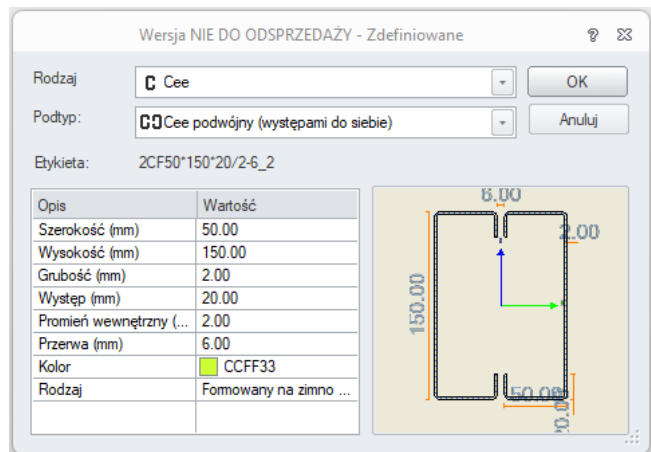 Wersja NIE DO ODSPRZEDAŻY - Zdefiniowane
Rodzaj
C Cee
OK
Podtyp:
Cee podwójny (występami do siebie)
Anuluj
Etykieta: 2CF50*150*20/2-6_2
Opis Wartość
Szerokość (mm) 50.00
Wysokość (mm) 150.00
Grubość (mm) 2.00
Występ (mm) 20.00
Promień wewnętrzny (... 2.00
Przerwa (mm) 6.00
Kolor CCFF33
Rodzaj Formowany na zimno ...
6.00
2.00
150.00
50.00
20.0